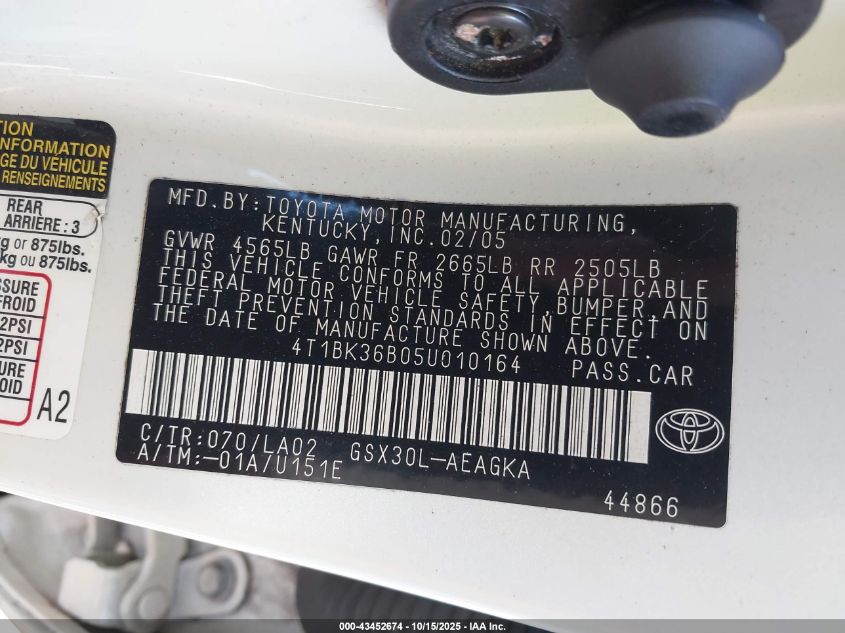 TION
INFORMATION
GE DU VÉHICULE
RENSEIGNEMENTS
REAR
ARRIÈRE: 3
g or 875lbs.
kg ou 875lbs.
SSURE
FROID
2PSI
2PSI
URE
OID
A2
MFD. BY: TOYOTA MOTOR MANUFACTURING,
KENTUCKY, INC. 02/05
GVWR 4565LB GAWR FR 2665LB RR 2505LB
THIS VEHICLE CONFORMS TO ALL APPLICABLE
FEDERAL MOTOR VEHICLE SAFETY, BUMPER, AND
THEFT PREVENTION STANDARDS IN EFFECT ON
THE DATE OF MANUFACTURE SHOWN ABOVE.
4T1BK36B05U010164 PASS. CAR
C/TR: 070/LA02 GSX30L-AEAGKA
A/TM: -01A/U151E
44866
TOYOTA
000-43452674 - 10/15/2025 - IAA Inc.